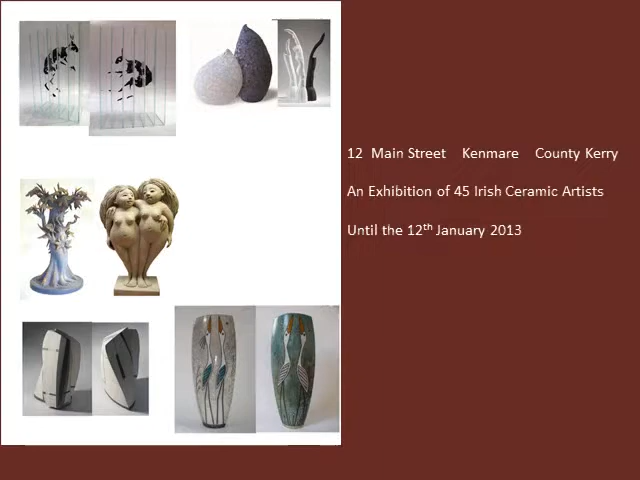 12 Main Street Kenmare County Kerry
An Exhibition of 45 Irish Ceramic Artists
Until the 12th January 2013